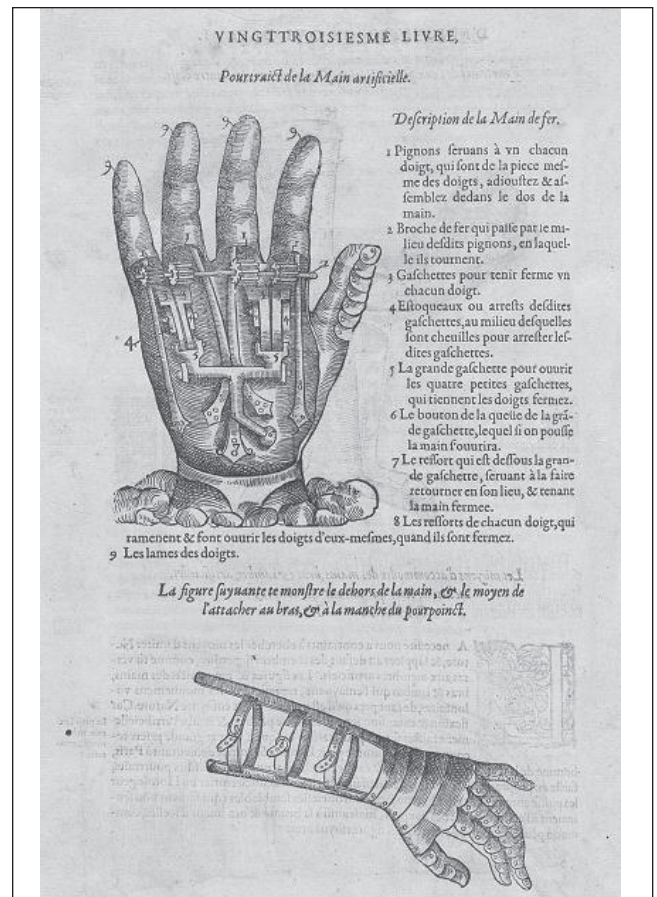 VINGTTROISIESME LIVRE,
Pourtraict de la Main artificielle.
Description de la Main de fer.
1 Pignons seruans à vn chacun
doigt, qui sont de la piece mes-
me des doigts, adioustez & as-
semblez dedans le dos de la
main.
2 Broche de fer qui passe par le mi-
lieu desdits pignons, en laquel-
le ils tournent.
3 Gaschettes pour tenir ferme vn
chacun doigt.
4 Estoqueaux ou arrests desdites
gaschettes, au milieu desquelles
sont cheuilles pour arrester les-
dites gaschettes.
5 La grande gaschette pour ouurir
les quatre petites gaschettes,
qui tiennent les doigts fermez.
6 Le bouton de la queüe de la grã-
de gaschette, lequel si on pousse
la main s'ouurira.
7 Le ressort qui est dessous la gran-
de gaschette, seruant à la faire
retourner en son lieu, & tenant
la main fermee.
8 Les ressorts de chacun doigt, qui
ramenent & font ouurir les doigts d'eux-mesmes, quand ils sont fermez.
9 Les lames des doigts.
La figure suyuante te monstre le dehors de la main, & le moyen de
l'attacher au bras, & à la manche du pourpoinct.